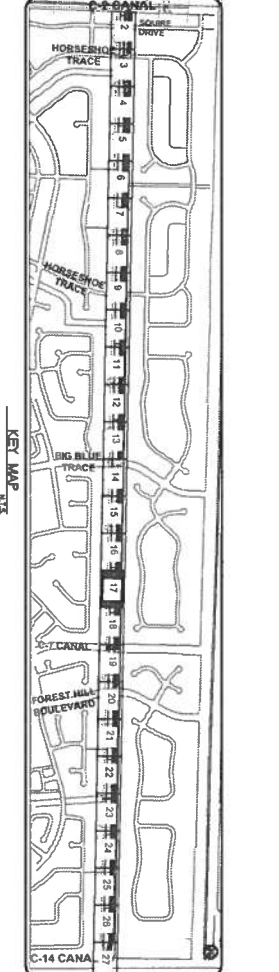 C-2 CANAL
SQUIRE
DRIVE
2
HORSESHOE
TRACE
3
4
5
6
7
8
9
HORSESHOE
TRACE
10
11
12
13
BIG BLUE
TRACE
14
15
16
17
18
C-7 CANAL
19
20
FOREST HILL
BOULEVARD
21
22
23
24
25
26
27
C-14 CANAL
KEY MAP
N.T.S.